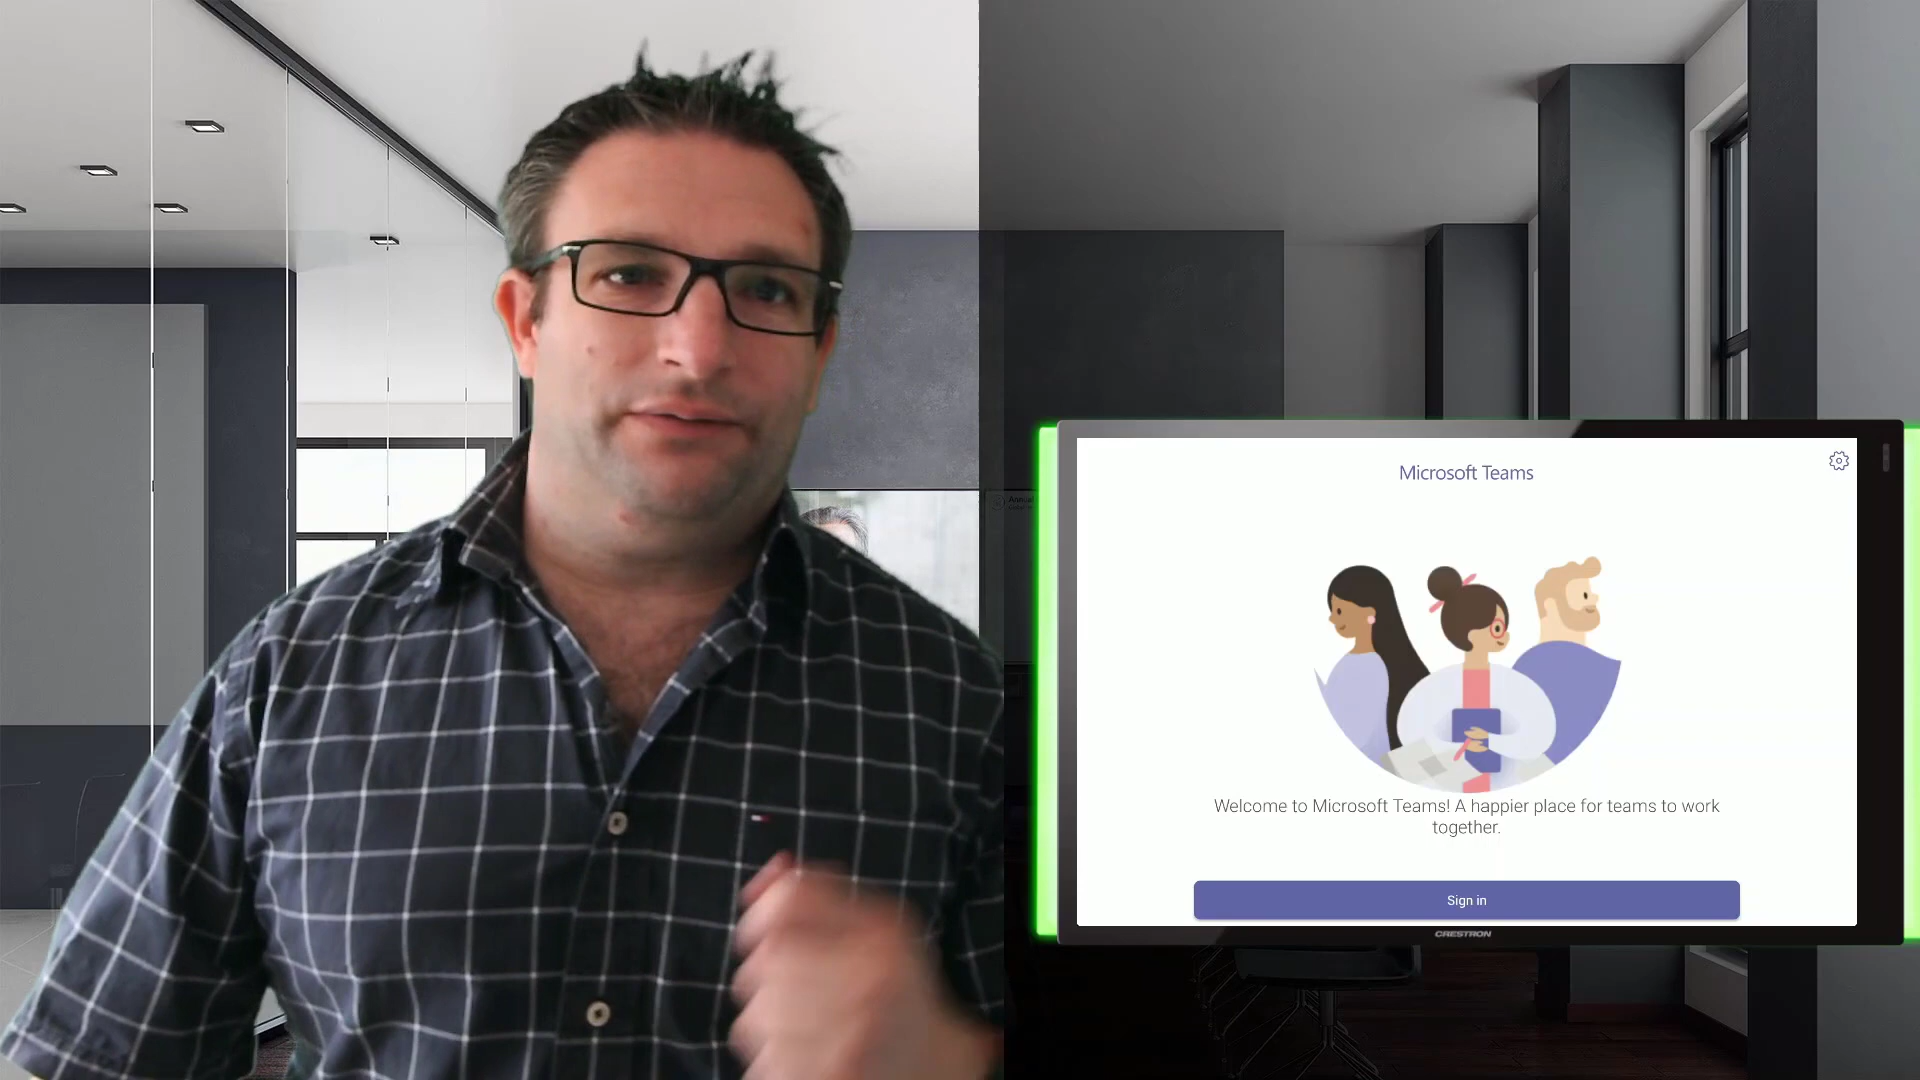 Microsoft Teams
Welcome to Microsoft Teams! A happier place for teams to work
together.
Sign in
CRESTRON